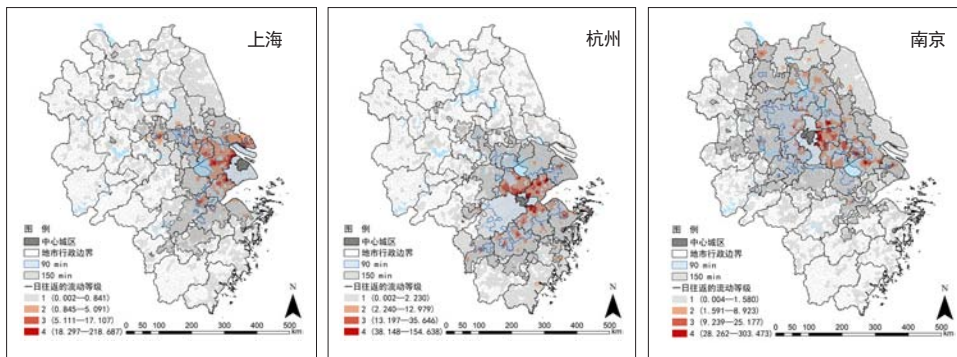 上海
图 例
中心城区
地市行政边界
90 min
150 min
一日往返的流动等级
1 (0.002—0.841)
2 (0.845—5.091)
3 (5.111—17.107)
4 (18.297—218.687)
N
0 50 100 200 300 400 500
km
杭州
图 例
中心城区
地市行政边界
90 min
150 min
一日往返的流动等级
1 (0.002—2.230)
2 (2.240—12.979)
3 (13.197—35.646)
4 (38.148—154.638)
N
0 50 100 200 300 400 500
km
南京
图 例
中心城区
地市行政边界
90 min
150 min
一日往返的流动等级
1 (0.004—1.580)
2 (1.591—8.923)
3 (9.239—25.177)
4 (28.262—303.473)
N
0 50 100 200 300 400 500
km